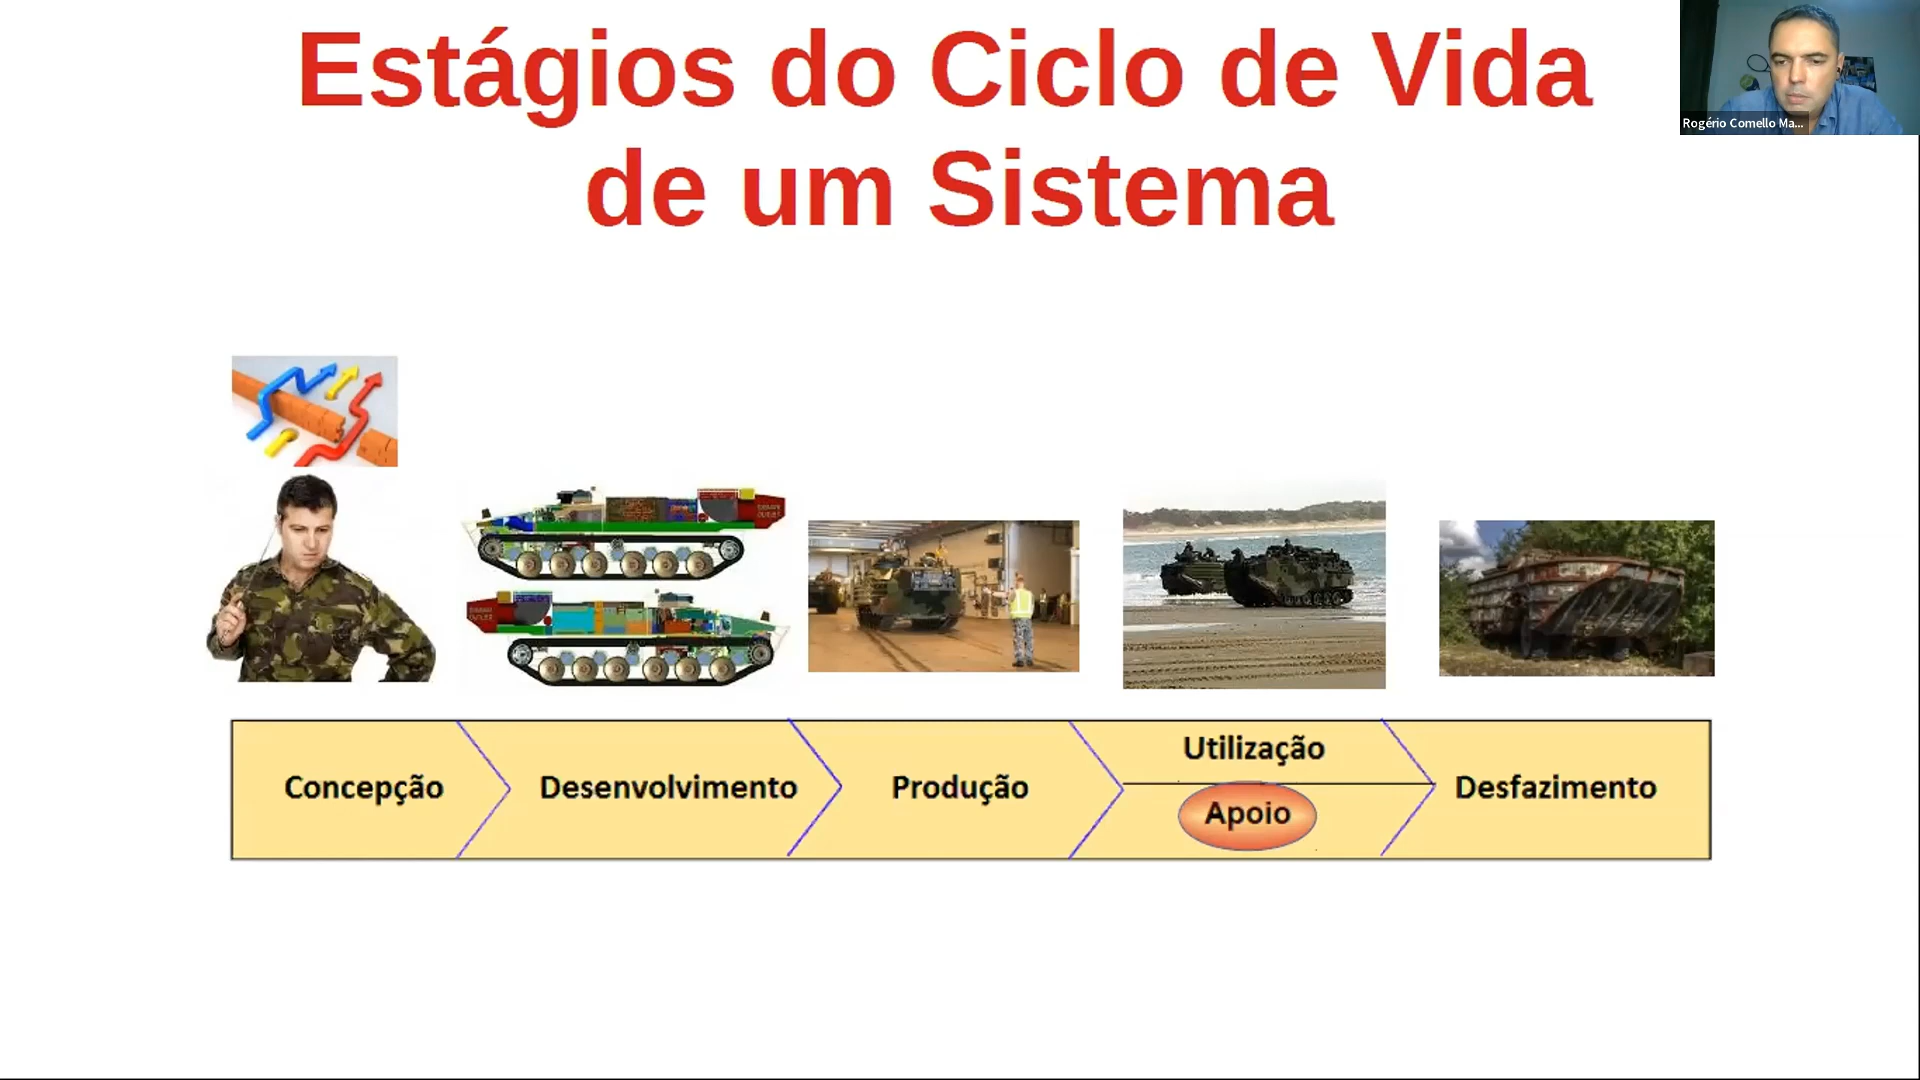 Estágios do Ciclo de Vida
de um Sistema
Rogério Comello Ma...
Concepção
Desenvolvimento
Produção
Utilização
Apoio
Desfazimento